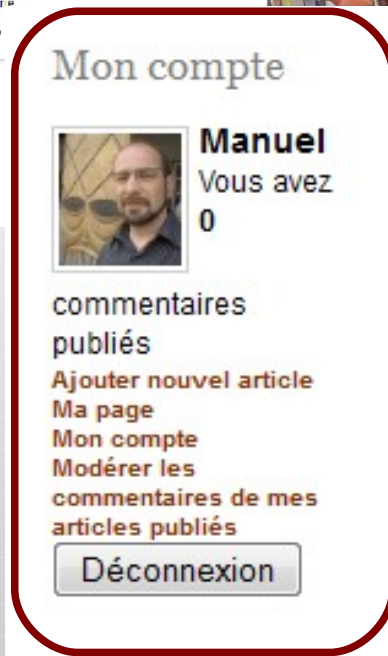 Mon compte
Manuel
Vous avez
0
commentaires
publiés
Ajouter nouvel article
Ma page
Mon compte
Modérer les
commentaires de mes
articles publiés
Déconnexion